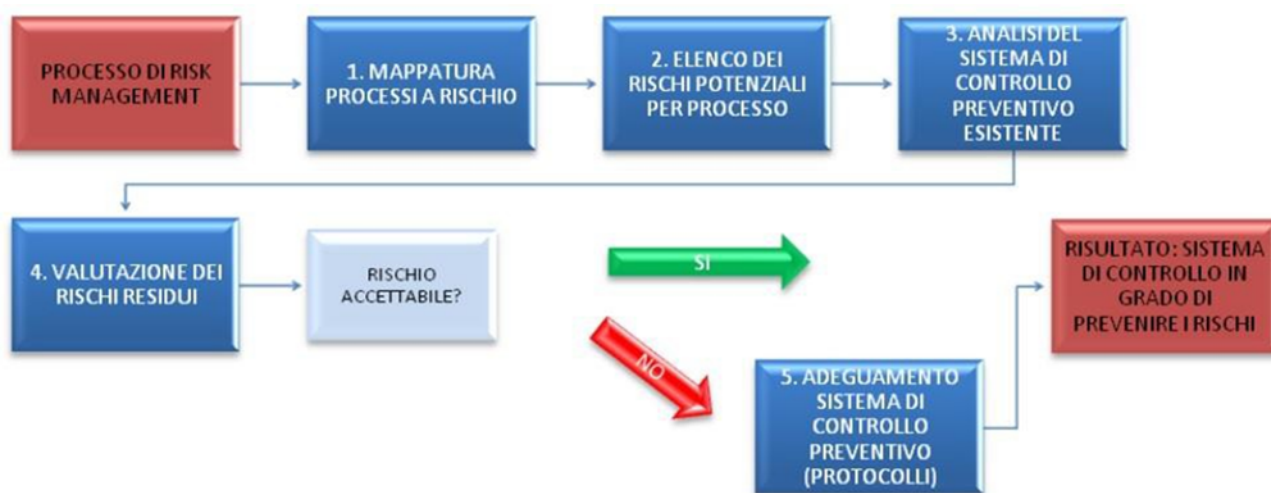 PROCESSO DI RISK
MANAGEMENT
1. MAPPATURA
PROCESSI A RISCHIO
2. ELENCO DEI
RISCHI POTENZIALI
PER PROCESSO
3. ANALISI DEL
SISTEMA DI
CONTROLLO
PREVENTIVO
ESISTENTE
4. VALUTAZIONE DEI
RISCHI RESIDUI
RISCHIO
ACCETTABILE?
SI
NO
5. ADEGUAMENTO
SISTEMA DI
CONTROLLO
PREVENTIVO
(PROTOCOLLI)
RISULTATO: SISTEMA
DI CONTROLLO IN
GRADO DI
PREVENIRE I RISCHI